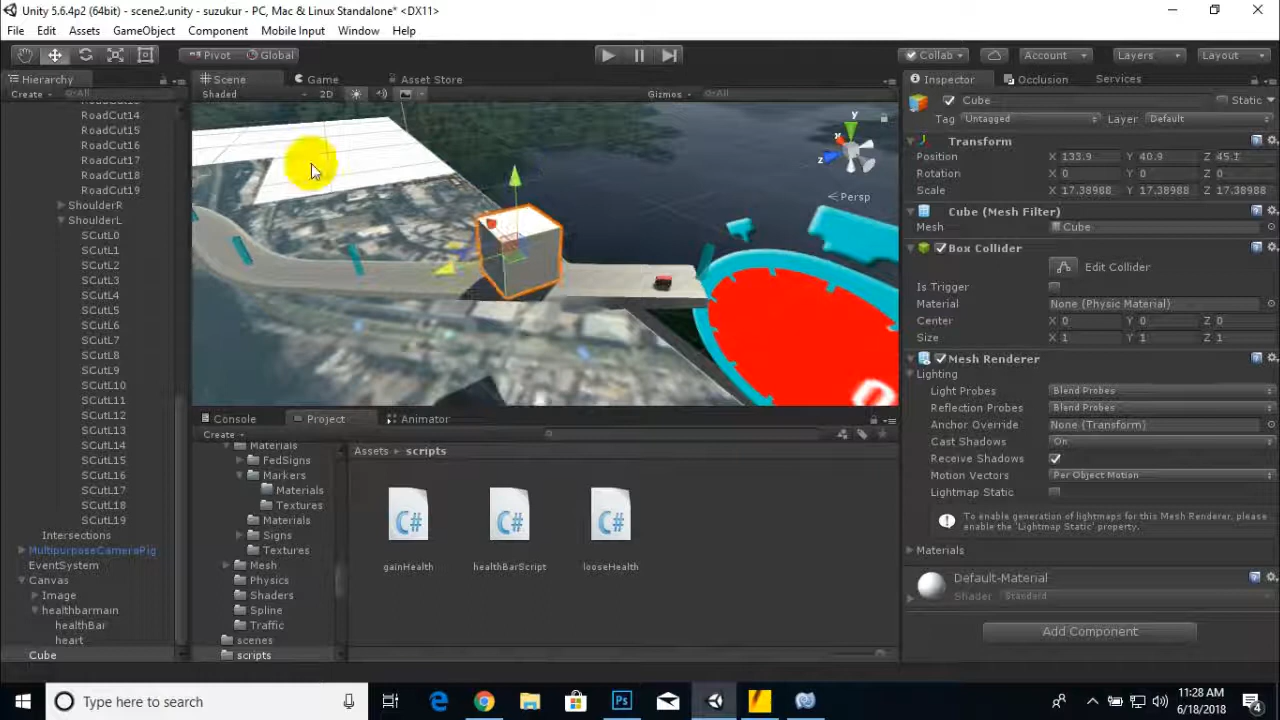 Unity 5.6.4p2 (64bit) - scene2.unity - suzukur - PC, Mac & Linux Standalone* <DX11>
File Edit Assets GameObject Component Mobile Input Window Help
Pivot Global Collab Account Layers Layout
Hierarchy Scene Game Asset Store Inspector Occlusion Services
Create All Shaded 2D Gizmos All Cube Static
RoadCut14
RoadCut15
RoadCut16
RoadCut17
RoadCut18
RoadCut19
ShoulderR
ShoulderL
SCutL0
SCutL1
SCutL2
SCutL3
SCutL4
SCutL5
SCutL6
SCutL7
SCutL8
SCutL9
SCutL10
SCutL11
SCutL12
SCutL13
SCutL14
SCutL15
SCutL16
SCutL17
SCutL18
SCutL19
Intersections
MultipurposeCameraRig
EventSystem
Canvas
Image
healthbarmain
healthBar
heart
Cube
y
x
z
Persp
Tag Untagged Layer Default
Transform
Position X 133.9 Y 40.9 Z 45.1
Rotation X 0 Y 0 Z 0
Scale X 17.38988 Y 17.38988 Z 17.38988
Cube (Mesh Filter)
Mesh Cube
Box Collider
Edit Collider
Is Trigger
Material None (Physic Material)
Center X 0 Y 0 Z 0
Size X 1 Y 1 Z 1
Mesh Renderer
Lighting
Light Probes Blend Probes
Reflection Probes Blend Probes
Anchor Override None (Transform)
Cast Shadows On
Receive Shadows
Motion Vectors Per Object Motion
Lightmap Static
To enable generation of lightmaps for this Mesh Renderer, please
enable the 'Lightmap Static' property.
Materials
Default-Material
Shader Standard
Add Component
Console Project Animator
Create
Materials
FedSigns
Markers
Materials
Textures
Materials
Signs
Textures
Mesh
Physics
Shaders
Spline
Traffic
scenes
scripts
Assets scripts
C# C# C#
gainHealth healthBarScript looseHealth
Type here to search
11:28 AM
6/18/2018
4